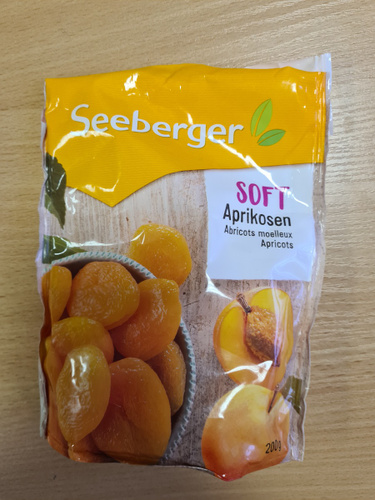 Seeberger
SOFT
Aprikosen
Abricots moelleux
Apricots
200g